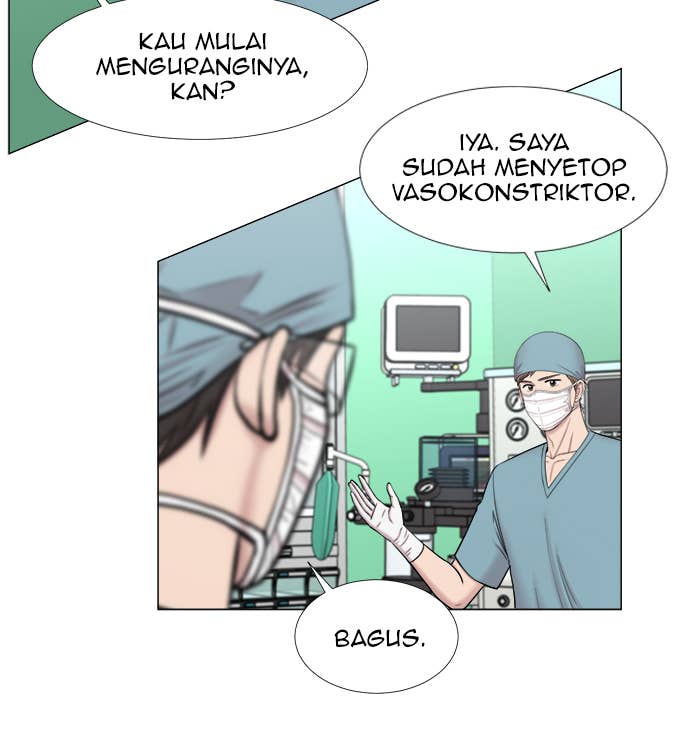 KAU MULAI
MENGURANGINYA,
KAN?
IYA. SAYA
SUDAH MENYETOP
VASOKONSTRIKTOR.
BAGUS.